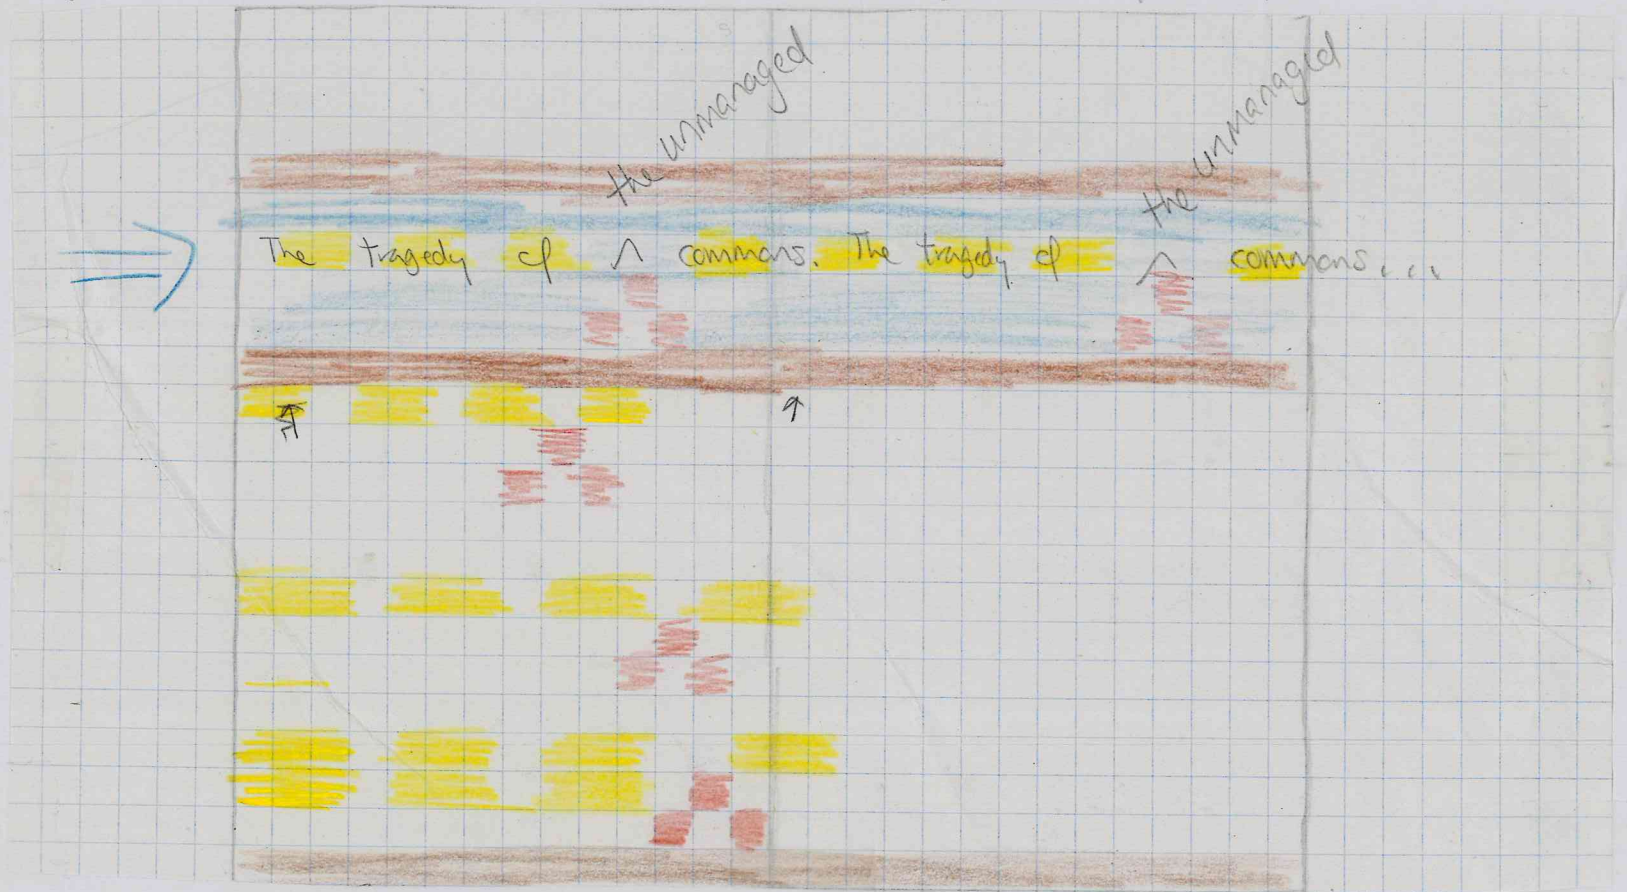 the unmanaged the unmanaged
The tragedy of ^ commons. The tragedy of ^ commons...